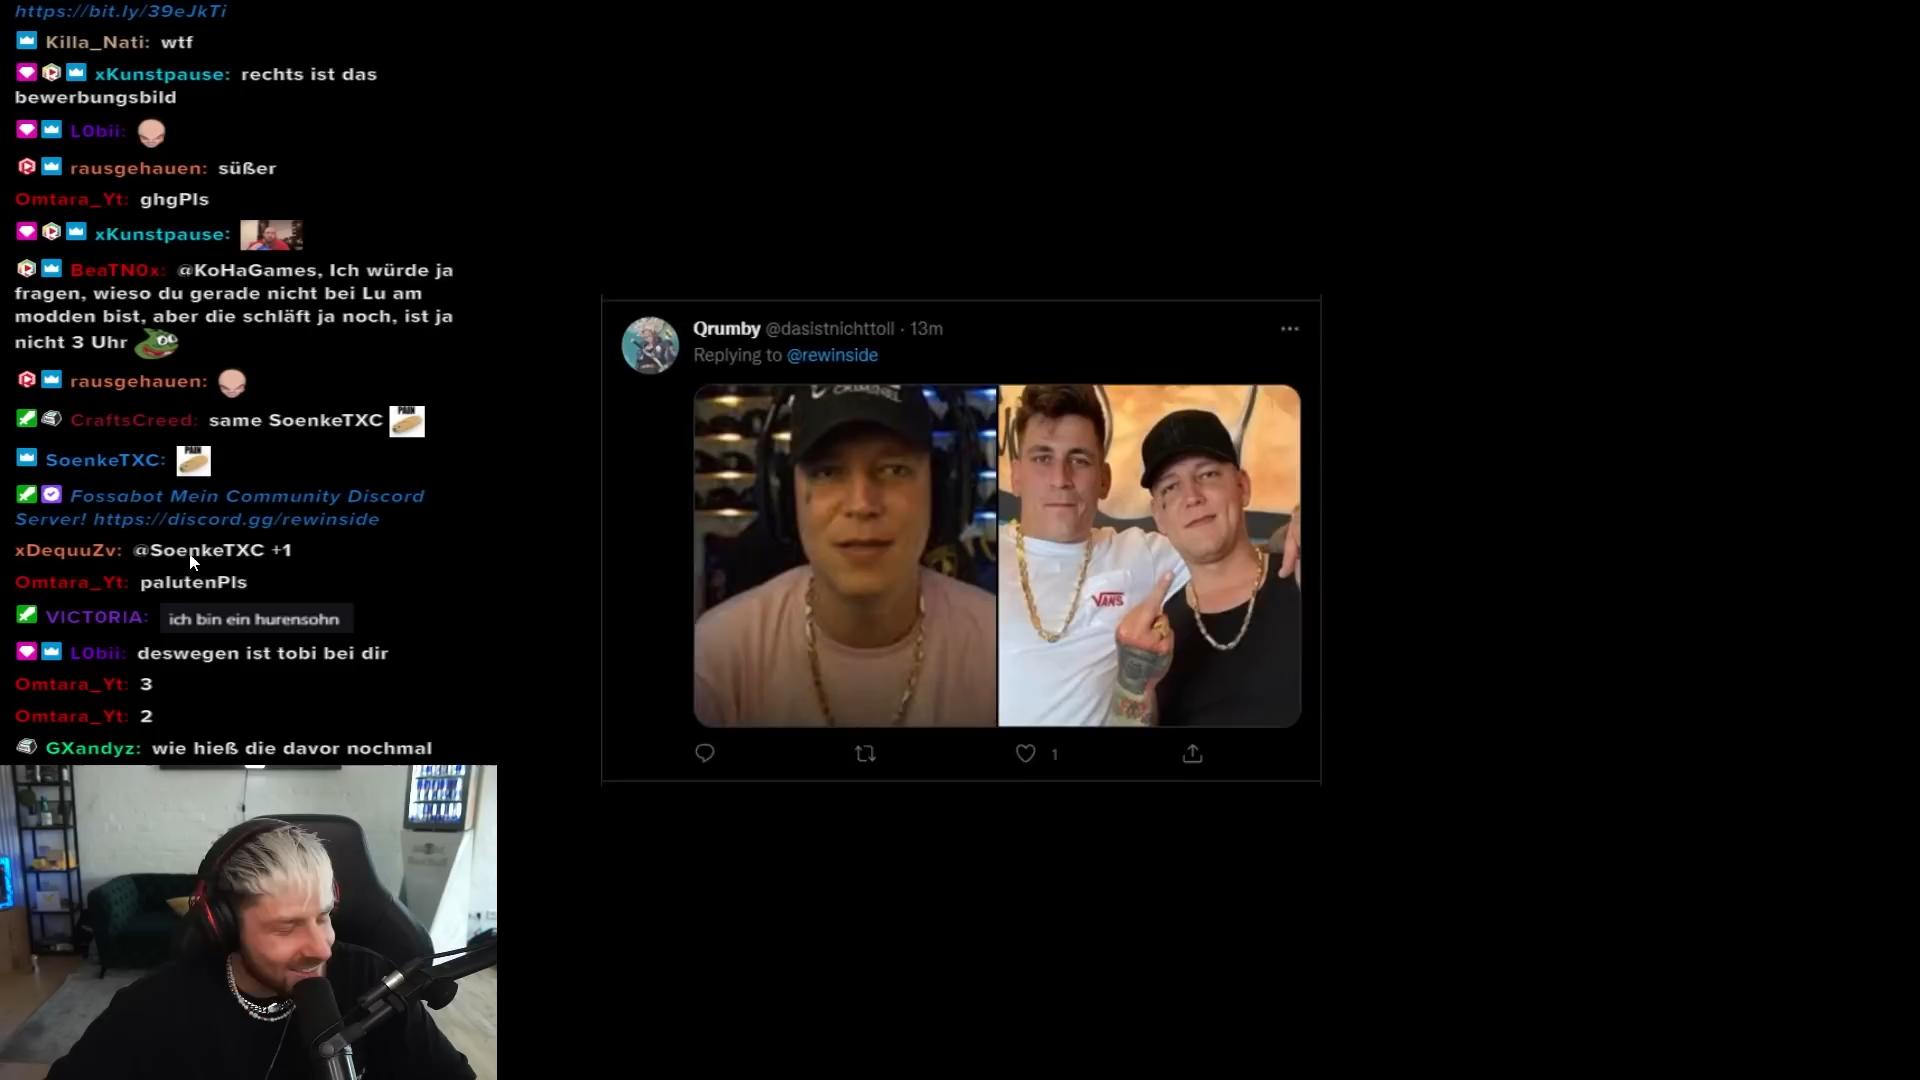 https://bit.ly/39eJkTi
Killa_Nati: wtf
xKunstpause: rechts ist das
bewerbungsbild
L0bii:
rausgehauen: süßer
Omtara_Yt: ghgPls
xKunstpause:
BeaTN0x: @KoHaGames, Ich würde ja
fragen, wieso du gerade nicht bei Lu am
modden bist, aber die schläft ja noch, ist ja
nicht 3 Uhr
rausgehauen:
CraftsCreed: same SoenkeTXC PAIN
SoenkeTXC: PAIN
Fossabot Mein Community Discord
Server! https://discord.gg/rewinside
xDequuZv: @SoenkeTXC +1
Omtara_Yt: palutenPls
VICT0RIA: ich bin ein hurensohn
L0bii: deswegen ist tobi bei dir
Omtara_Yt: 3
Omtara_Yt: 2
GXandyz: wie hieß die davor nochmal
Qrumby @dasistnichttoll · 13m
Replying to @rewinside
VANS
1